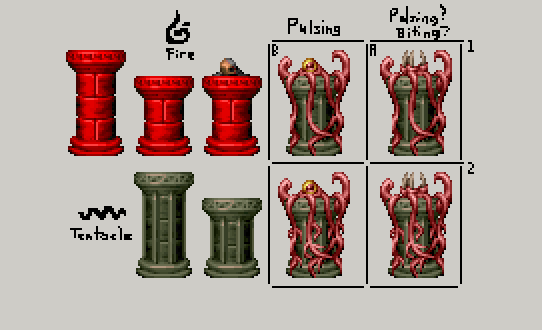 Pulsing
Pulsing?
Biting?
Fire
B
A
1
2
Tentacle